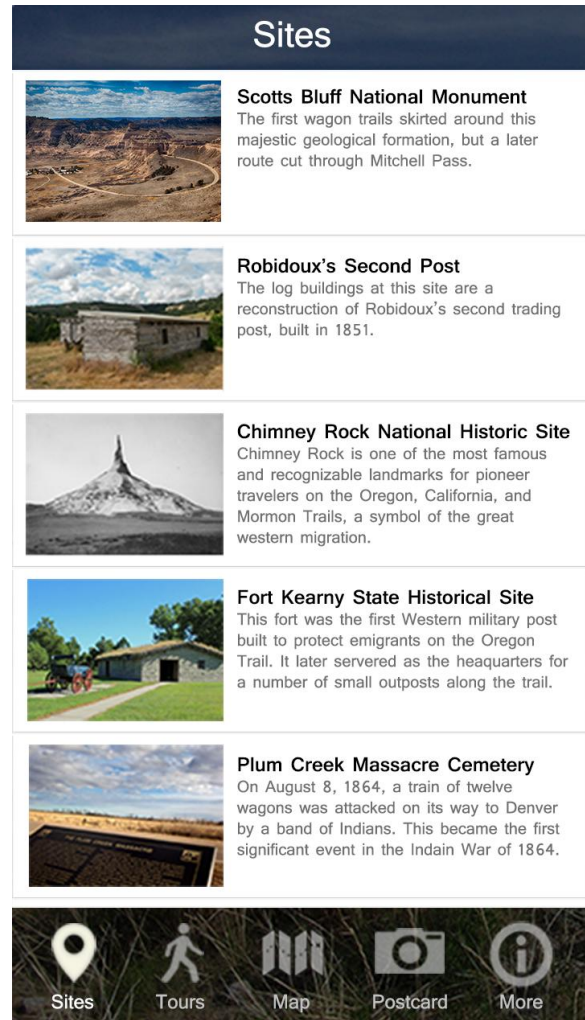 Sites
Scotts Bluff National Monument
The first wagon trails skirted around this
majestic geological formation, but a later
route cut through Mitchell Pass.
Robidoux's Second Post
The log buildings at this site are a
reconstruction of Robidoux's second trading
post, built in 1851.
Chimney Rock National Historic Site
Chimney Rock is one of the most famous
and recognizable landmarks for pioneer
travelers on the Oregon, California, and
Mormon Trails, a symbol of the great
western migration.
Fort Kearny State Historical Site
This fort was the first Western military post
built to protect emigrants on the Oregon
Trail. It later servered as the heaquarters for
a number of small outposts along the trail.
Plum Creek Massacre Cemetery
On August 8, 1864, a train of twelve
wagons was attacked on its way to Denver
by a band of Indians. This became the first
significant event in the Indain War of 1864.
THE PLUM CREEK MASSACRE
Sites
Tours
Map
Postcard
More